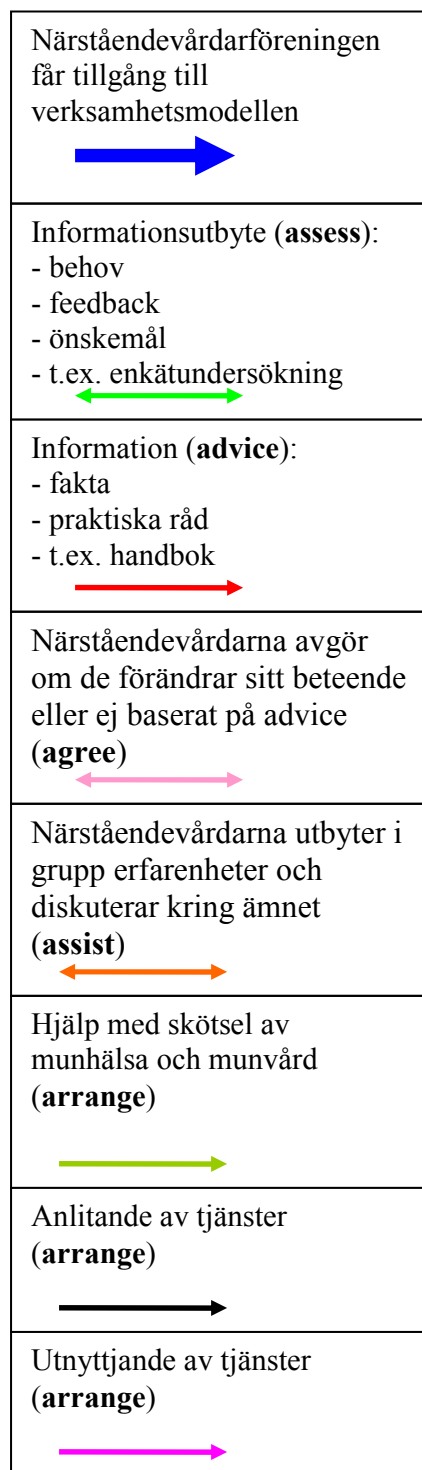 Närståendevårdarföreningen
får tillgång till
verksamhetsmodellen
Informationsutbyte (assess):
- behov
- feedback
- önskemål
- t.ex. enkätundersökning
Information (advice):
- fakta
- praktiska råd
- t.ex. handbok
Närståendevårdarna avgör
om de förändrar sitt beteende
eller ej baserat på advice
(agree)
Närståendevårdarna utbyter i
grupp erfarenheter och
diskuterar kring ämnet
(assist)
Hjälp med skötsel av
munhälsa och munvård
(arrange)
Anlitande av tjänster
(arrange)
Utnyttjande av tjänster
(arrange)